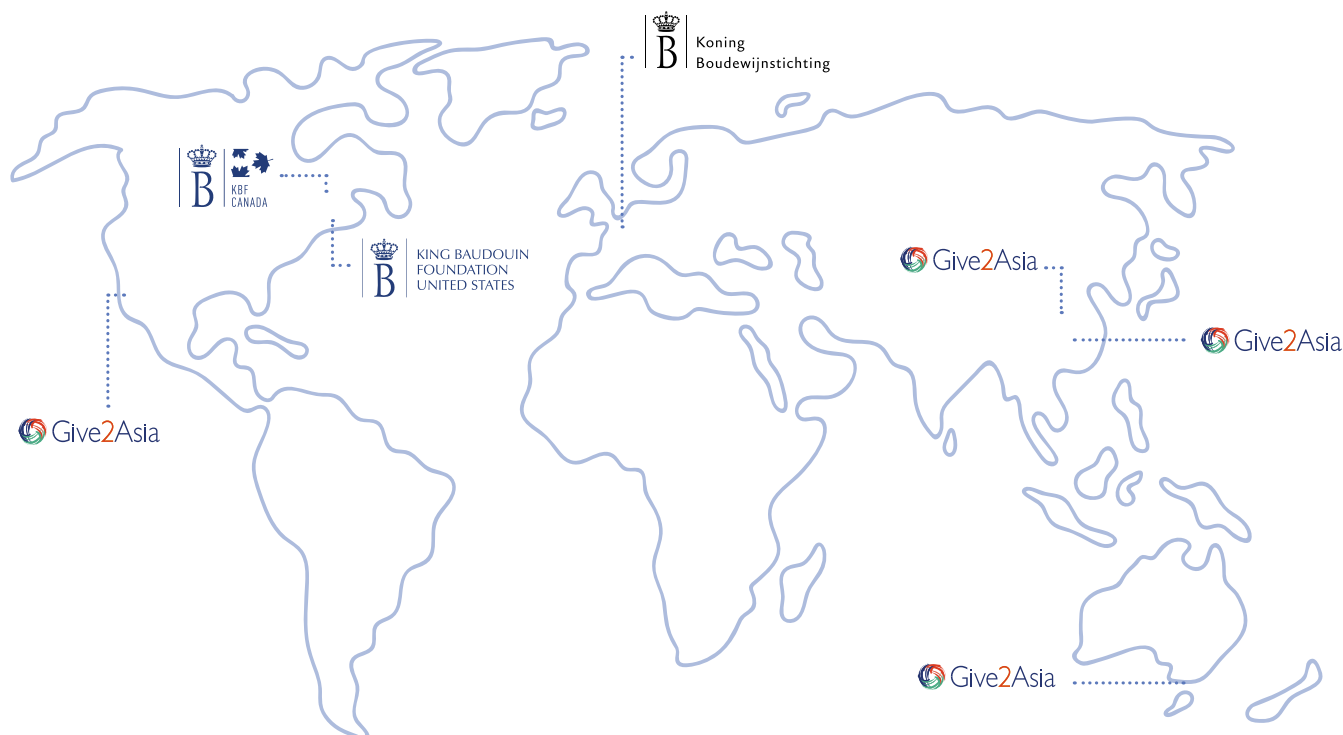 B
Koning
Boudewijnstichting
B
KBF
CANADA
B
KING BAUDOUIN
FOUNDATION
UNITED STATES
Give2Asia
Give2Asia
Give2Asia
Give2Asia